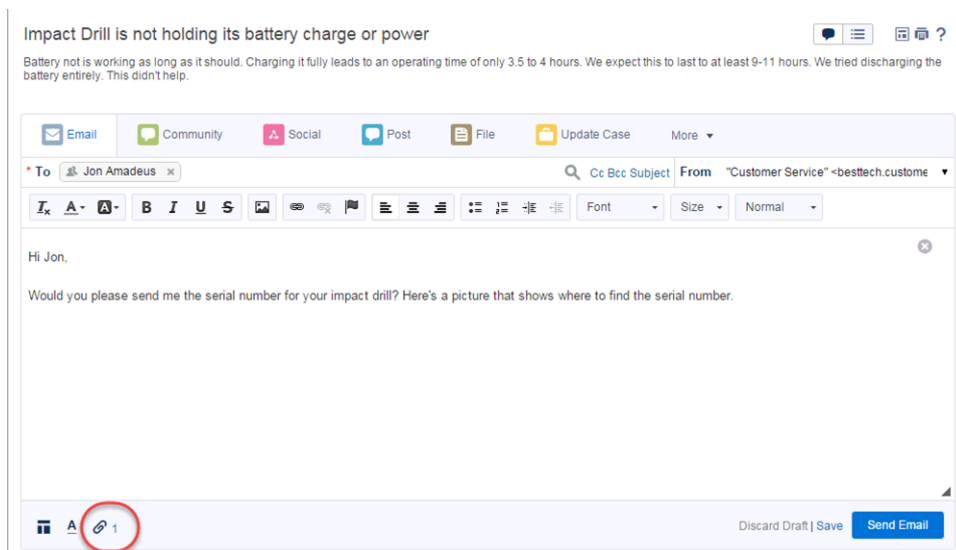 Impact Drill is not holding its battery charge or power
?
Battery not is working as long as it should. Charging it fully leads to an operating time of only 3.5 to 4 hours. We expect this to last to at least 9-11 hours. We tried discharging the
battery entirely. This didn't help.
Email Community Social Post File Update Case More
* To Jon Amadeus x Cc Bcc Subject From "Customer Service" <besttech.custome
Ix A A B I U S Font Size Normal
Hi Jon,
Would you please send me the serial number for your impact drill? Here's a picture that shows where to find the serial number.
A 1 Discard Draft | Save Send Email